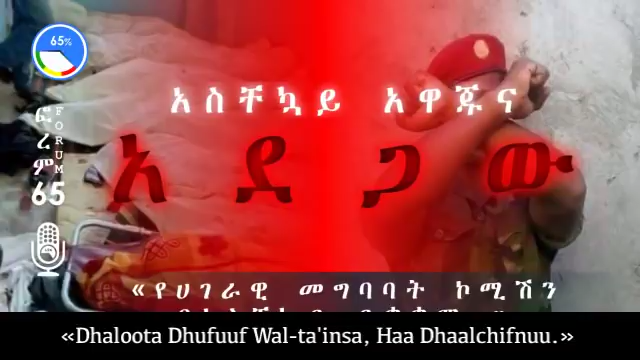 65%
ፎረም
FORUM
65
አስቸኳይ አዋጁና
አደጋው
«የሀገራዊ መግባባት ኮሚሽን
«Dhaloota Dhufuuf Wal-ta'insa, Haa Dhaalchifnuu.»